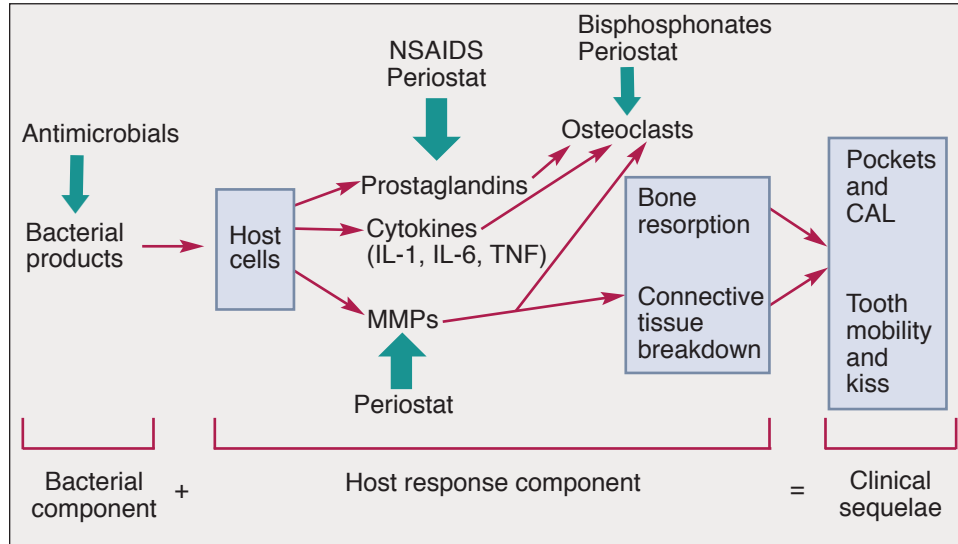 NSAIDS
Periostat
Bisphosphonates
Periostat
Antimicrobials
Osteoclasts
Prostaglandins
Cytokines
(IL-1, IL-6, TNF)
MMPs
Periostat
Bacterial
products
Host
cells
Bone
resorption
Connective
tissue
breakdown
Pockets
and
CAL
Tooth
mobility
and
kiss
Bacterial
component
+
Host response component
=
Clinical
sequelae